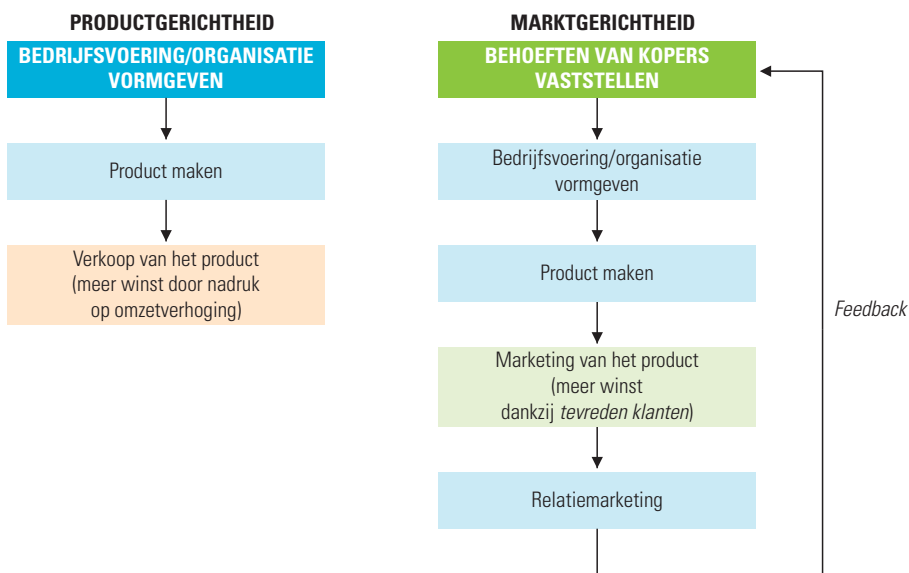 PRODUCTGERICHTHEID
BEDRIJFSVOERING/ORGANISATIE
VORMGEVEN
Product maken
Verkoop van het product
(meer winst door nadruk
op omzetverhoging)
MARKTGERICHTHEID
BEHOEFTEN VAN KOPERS
VASTSTELLEN
Bedrijfsvoering/organisatie
vormgeven
Product maken
Marketing van het product
(meer winst
dankzij tevreden klanten)
Relatiemarketing
Feedback